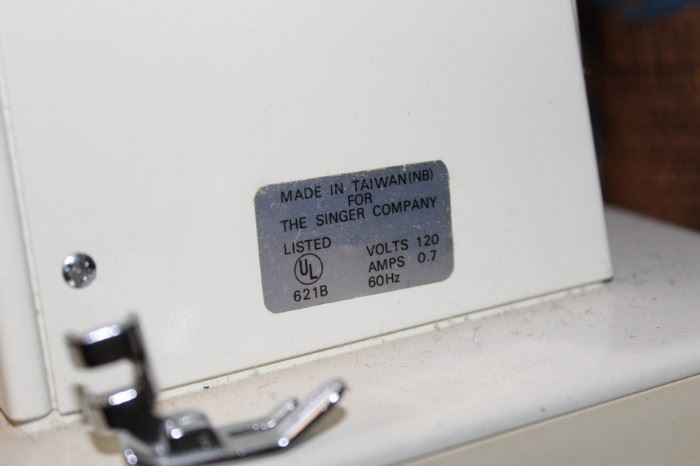 MADE IN TAIWAN(NB)
FOR
THE SINGER COMPANY
LISTED
UL
621B
VOLTS 120
AMPS 0.7
60Hz